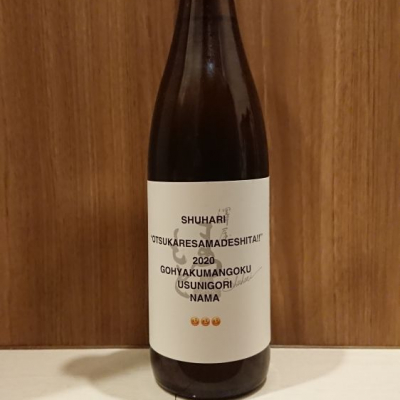 SHUHARI
"OTSUKARESAMADESHITA!!"
2020
GOHYAKUMANGOKU
USUNIGORI
NAMA